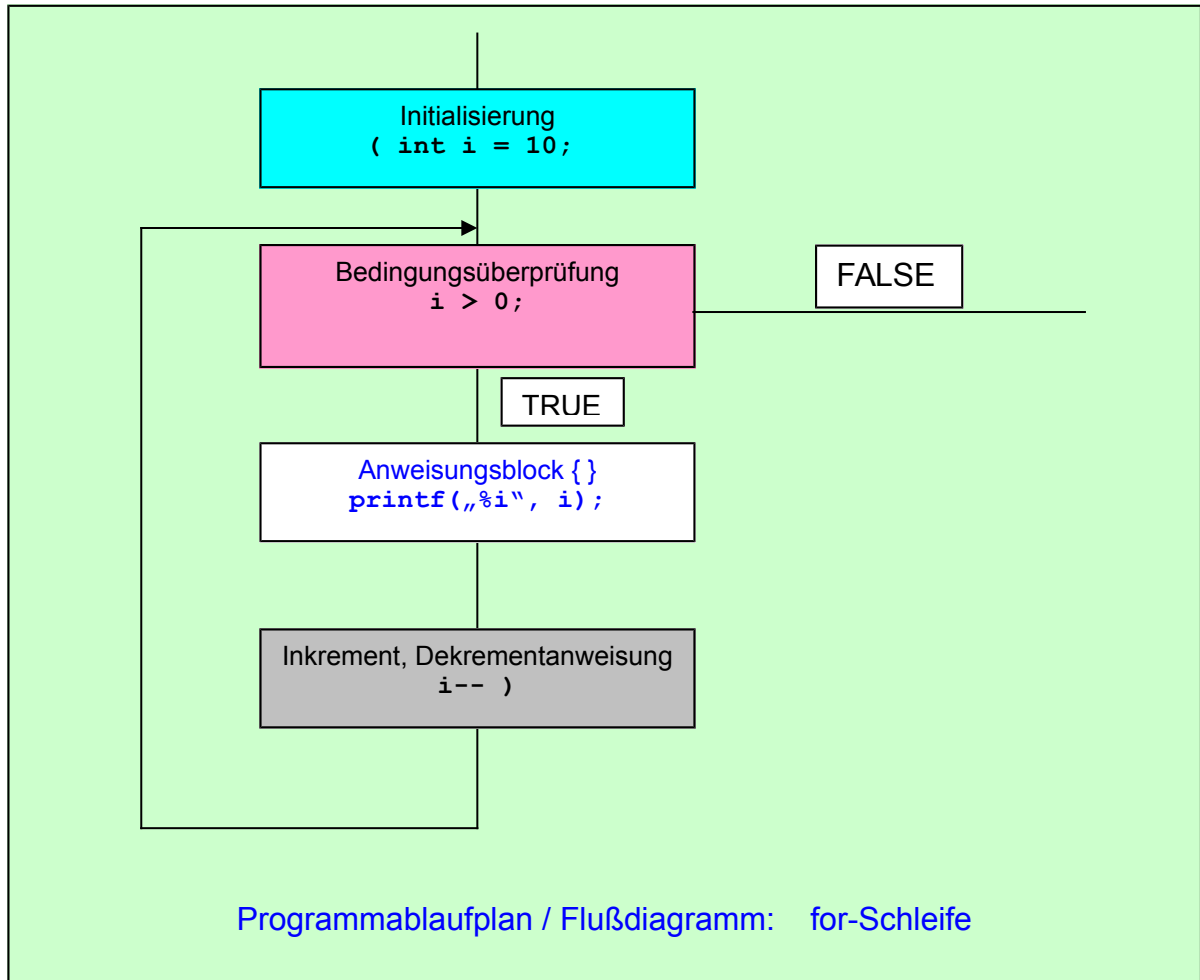 Initialisierung
( int i = 10;
Bedingungsüberprüfung
i > 0;
FALSE
TRUE
Anweisungsblock { }
printf(„%i“, i);
Inkrement, Dekrementanweisung
i-- )
Programmablaufplan / Flußdiagramm: for-Schleife